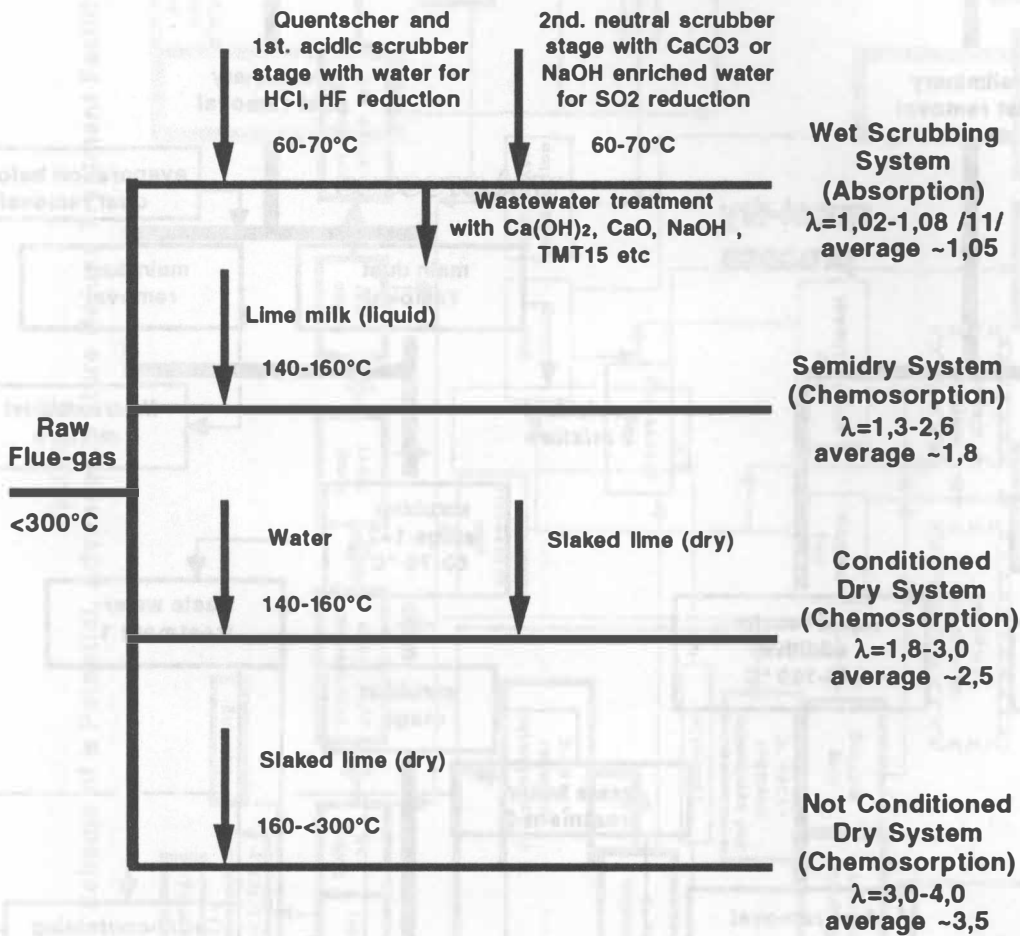 Quentscher and
1st. acidic scrubber
stage with water for
HCl, HF reduction
60-70°C
2nd. neutral scrubber
stage with CaCO3 or
NaOH enriched water
for SO2 reduction
60-70°C
Wet Scrubbing
System
(Absorption)
λ=1,02-1,08 /11/
average ~1,05
Wastewater treatment
with Ca(OH)₂, CaO, NaOH ,
TMT15 etc
Lime milk (liquid)
140-160°C
Semidry System
(Chemosorption)
λ=1,3-2,6
average ~1,8
Raw
Flue-gas
<300°C
Water
140-160°C
Slaked lime (dry)
Conditioned
Dry System
(Chemosorption)
λ=1,8-3,0
average ~2,5
Slaked lime (dry)
160-<300°C
Not Conditioned
Dry System
(Chemosorption)
λ=3,0-4,0
average ~3,5